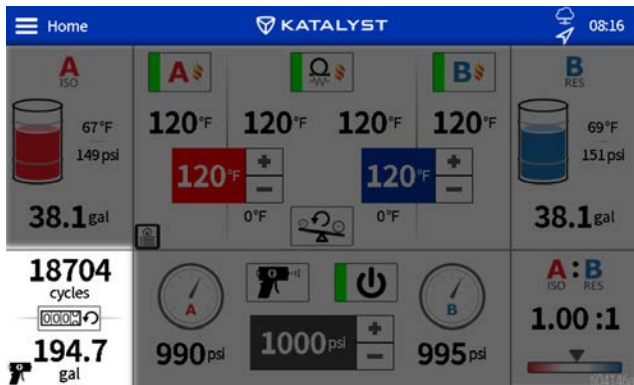 Home
KATALYST
08:16
A
ISO
67°F
149 psi
38.1 gal
A
B
120°F
120°F
120°F
120°F
120°F
+
−
120°F
+
−
0°F
0°F
B
RES
69°F
151 psi
38.1 gal
18704
cycles
194.7
gal
A
990 psi
1000 psi
+
−
B
995 psi
A:B
ISO RES
1.00 :1